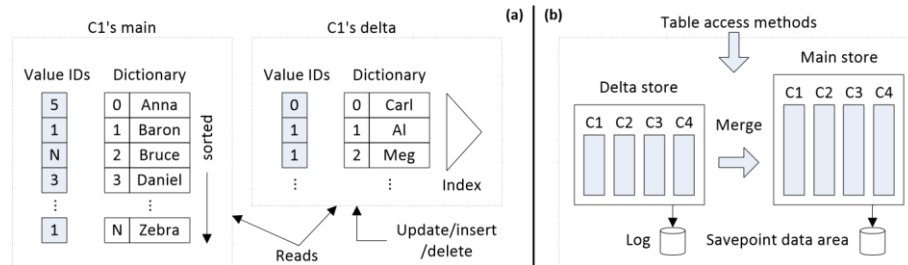 C1's main
C1's delta
(a)
Value IDs
Dictionary
5
1
N
3
⋮
1
0 Anna
1 Baron
2 Bruce
3 Daniel
⋮
N Zebra
sorted
Value IDs
Dictionary
0
1
1
⋮
0 Carl
1 Al
2 Meg
⋮
Index
Reads
Update/insert
/delete
(b)
Table access methods
Delta store
C1 C2 C3 C4
Merge
Main store
C1 C2 C3 C4
Log
Savepoint data area